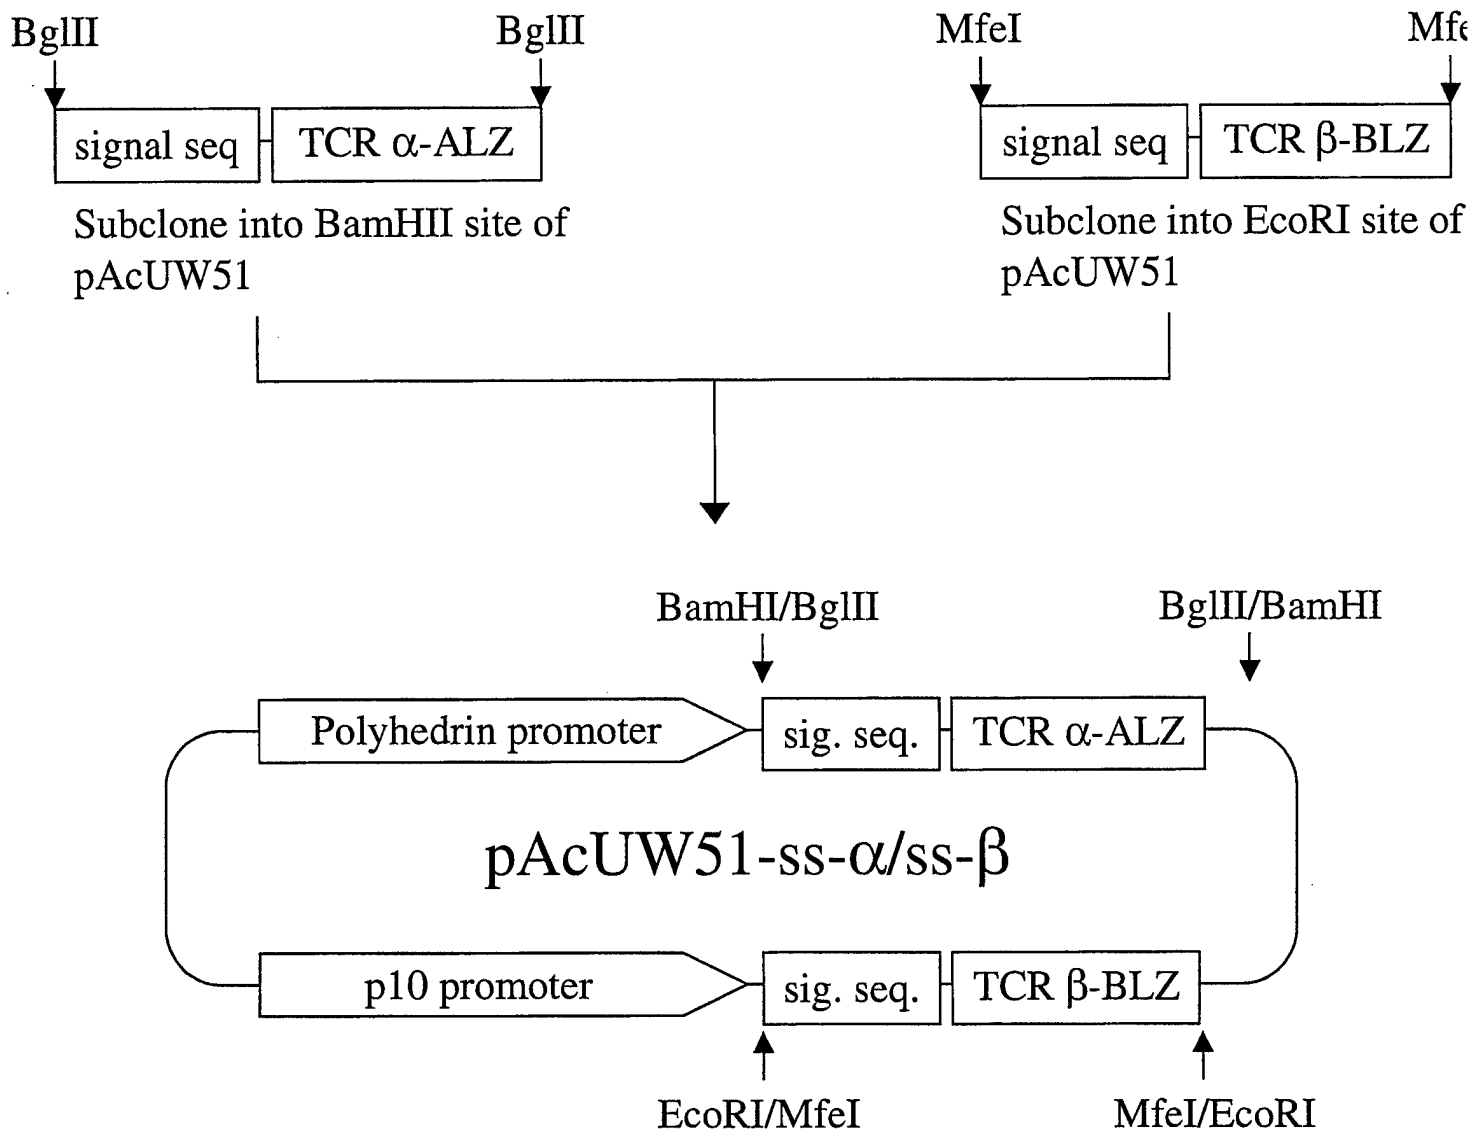 BglII
BglII
MfeI
Mfe
signal seq
TCR α-ALZ
signal seq
TCR β-BLZ
Subclone into BamHII site of
pAcUW51
Subclone into EcoRI site of
pAcUW51
BamHI/BglII
BglII/BamHI
Polyhedrin promoter
sig. seq.
TCR α-ALZ
pAcUW51-ss-α/ss-β
p10 promoter
sig. seq.
TCR β-BLZ
EcoRI/MfeI
MfeI/EcoRI